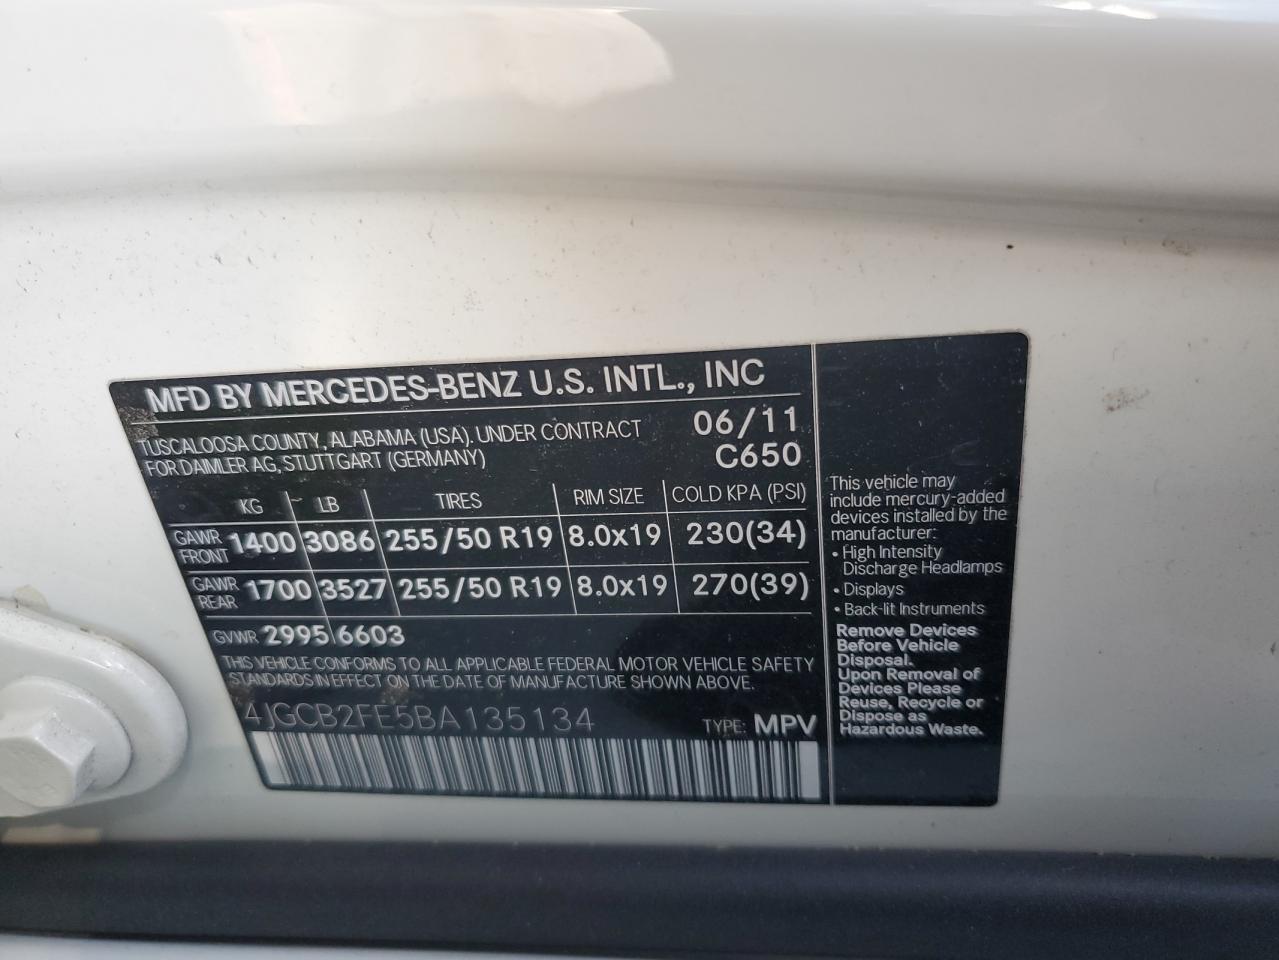 MFD BY MERCEDES-BENZ U.S. INTL., INC
TUSCALOOSA COUNTY, ALABAMA (USA). UNDER CONTRACT
FOR DAIMLER AG, STUTTGART (GERMANY)
06/11
C650
KG LB TIRES RIM SIZE COLD KPA (PSI)
GAWR FRONT 1400 3086 255/50 R19 8.0x19 230(34)
GAWR REAR 1700 3527 255/50 R19 8.0x19 270(39)
GVWR 2995 6603
THIS VEHICLE CONFORMS TO ALL APPLICABLE FEDERAL MOTOR VEHICLE SAFETY
STANDARDS IN EFFECT ON THE DATE OF MANUFACTURE SHOWN ABOVE.
4JGCB2FE5BA135134 TYPE: MPV
This vehicle may
include mercury-added
devices installed by the
manufacturer:
• High Intensity
Discharge Headlamps
• Displays
• Back-lit Instruments
Remove Devices
Before Vehicle
Disposal.
Upon Removal of
Devices Please
Reuse, Recycle or
Dispose as
Hazardous Waste.